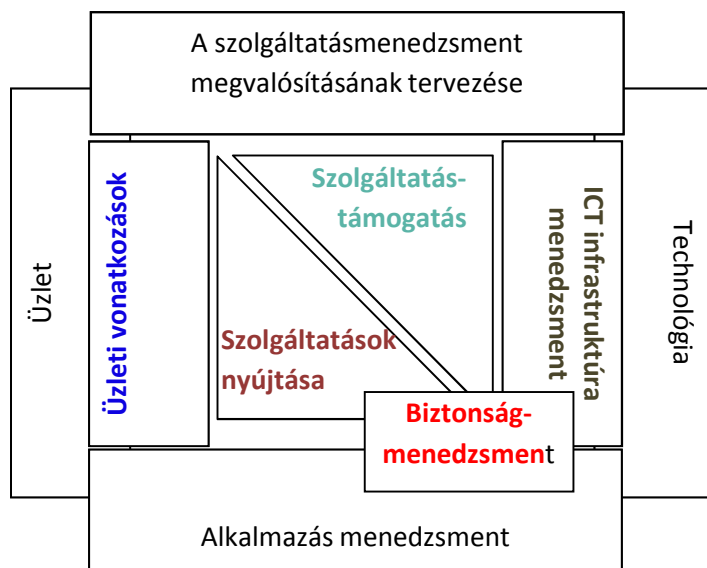 A szolgáltatásmenedzsment
megvalósításának tervezése
Üzlet
Üzleti vonatkozások
Szolgáltatás-
támogatás
Szolgáltatások
nyújtása
ICT infrastruktúra
menedzsment
Technológia
Biztonság-
menedzsment
Alkalmazás menedzsment